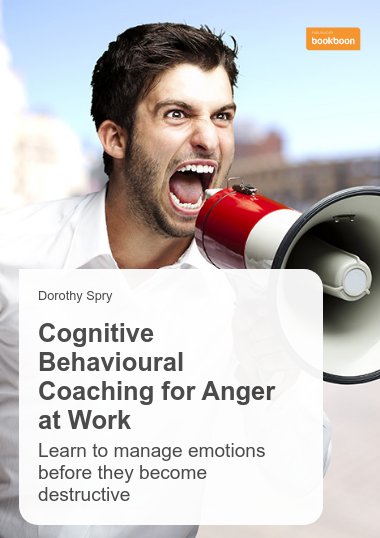 bookboon
Dorothy Spry
Cognitive
Behavioural
Coaching for Anger
at Work
Learn to manage emotions
before they become
destructive